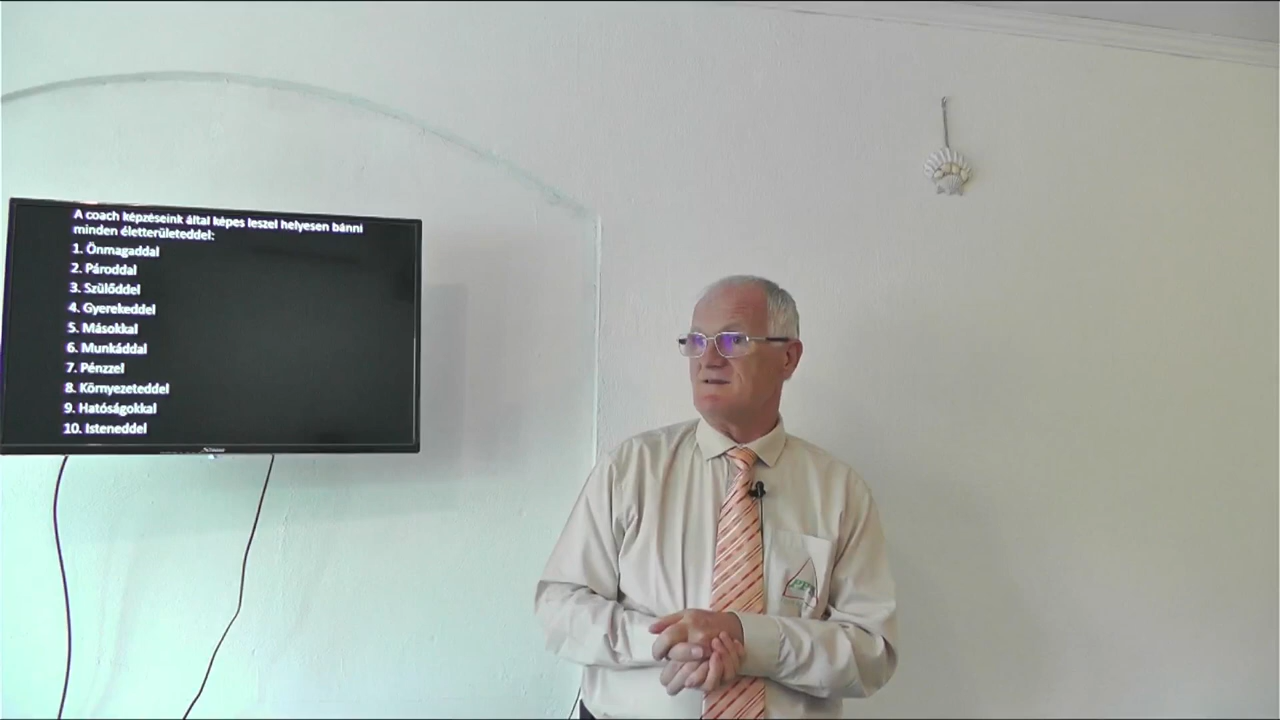 A coach képzéseink által képes leszel helyesen bánni
minden életterületeddel:
1. Önmagaddal
2. Pároddal
3. Szülőddel
4. Gyerekeddel
5. Másokkal
6. Munkáddal
7. Pénzzel
8. Környezeteddel
9. Hatóságokkal
10. Isteneddel